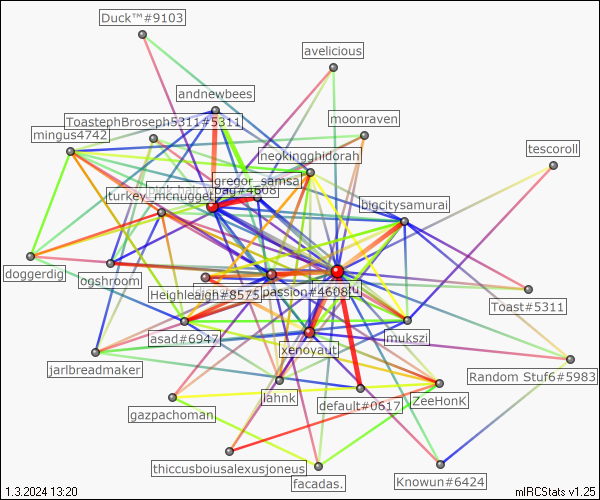 Duck™#9103
avelicious
andnewbees
ToastephBroseph5311#5311
moonraven
mingus4742
neokingghidorah
tescoroll
gregor_samsa
turkey_mcnugget
bag#4608
bigcitysamurai
doggerdig
ogshroom
Heighleigh#8575
passion#4608
Toast#5311
asad#6947
xenoyaut
mukszi
jarlbreadmaker
Random Stuf6#5983
lahnk
default#0617
ZeeHonK
gazpachoman
thiccusboiusalexusjoneus
facadas.
Knowun#6424
1.3.2024 13:20
mIRCStats v1.25